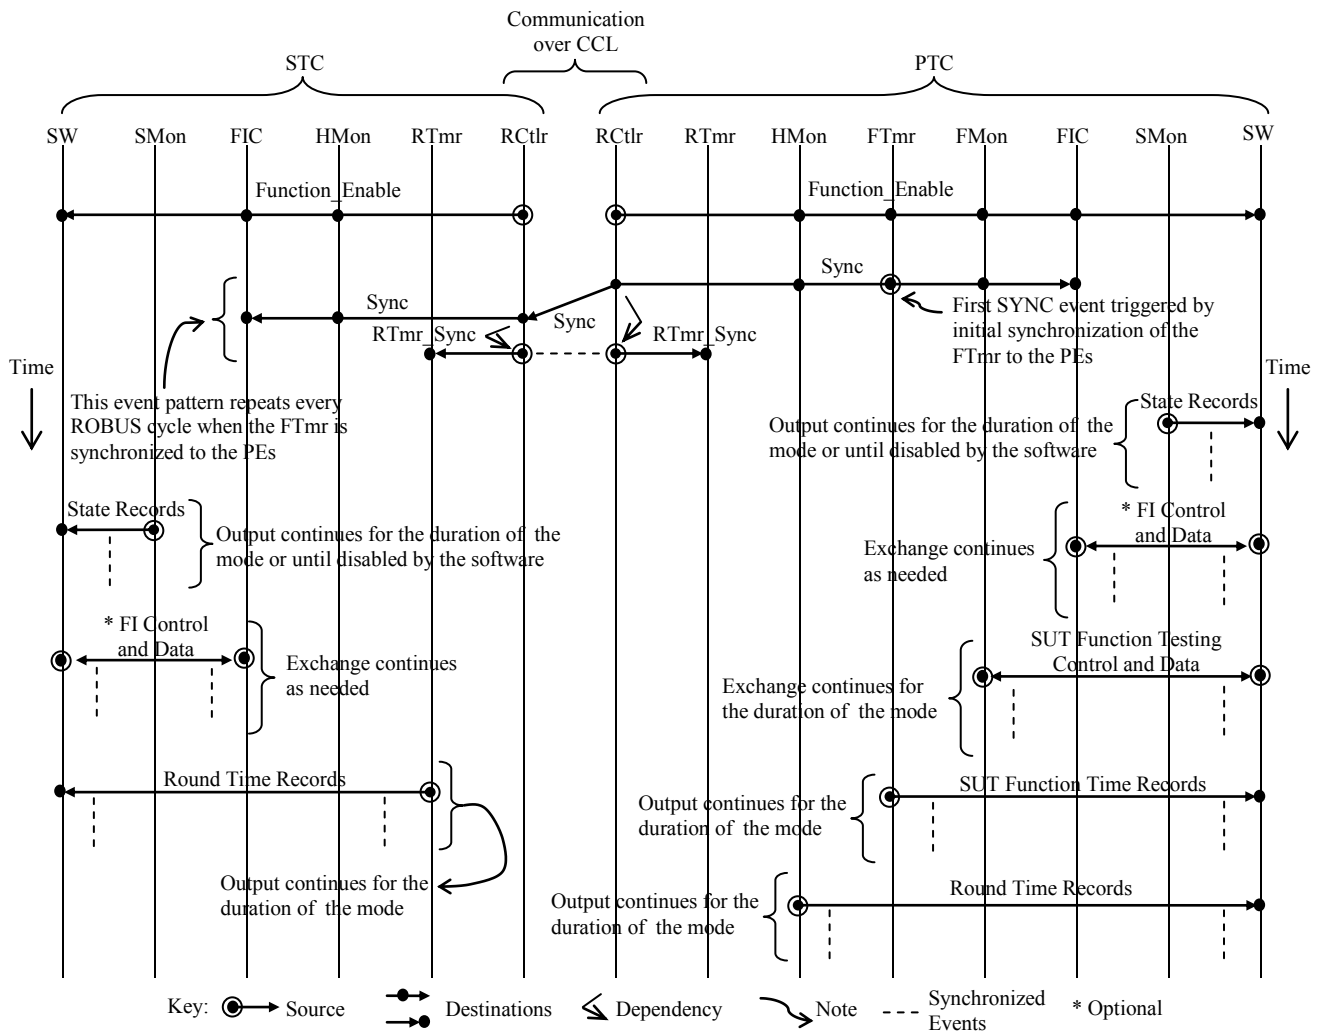 Communication
over CCL
STC
PTC
SW
SMon
FIC
HMon
RTmr
RCtlr
RCtlr
RTmr
HMon
FTmr
FMon
FIC
SMon
SW
Function_Enable
Function_Enable
Sync
Sync
Sync
First SYNC event triggered by
initial synchronization of the
FTmr to the PEs
RTmr_Sync
RTmr_Sync
Time
Time
This event pattern repeats every
ROBUS cycle when the FTmr is
synchronized to the PEs
State Records
Output continues for the duration of the
mode or until disabled by the software
State Records
Output continues for the duration of the
mode or until disabled by the software
* FI Control
and Data
Exchange continues
as needed
* FI Control
and Data
Exchange continues
as needed
SUT Function Testing
Control and Data
Exchange continues for
the duration of the mode
Round Time Records
Output continues for the
duration of the mode
SUT Function Time Records
Output continues for the
duration of the mode
Round Time Records
Output continues for the
duration of the mode
Key:
Source
Destinations
Dependency
Note
Synchronized
Events
* Optional